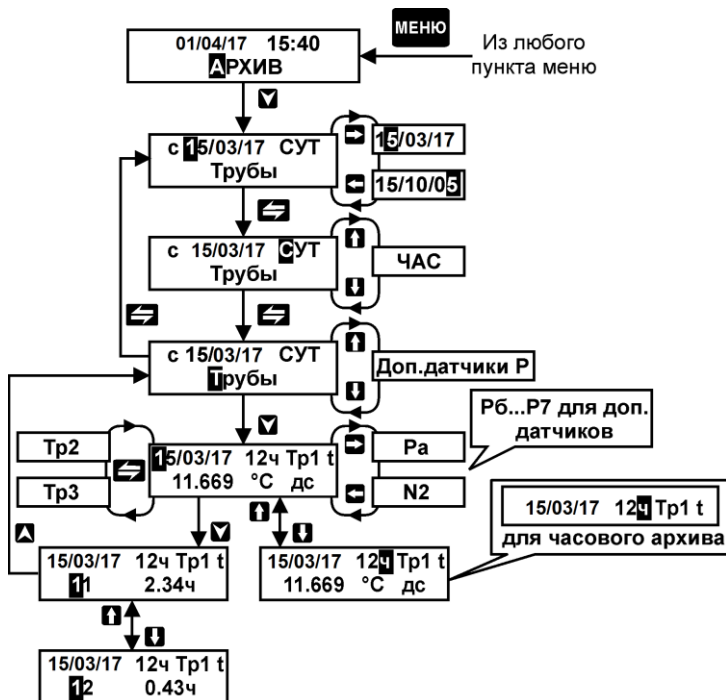 МЕНЮ
01/04/17 15:40
АРХИВ
Из любого
пункта меню
с 15/03/17 СУТ
Трубы
15/03/17
15/10/05
с 15/03/17 СУТ
Трубы
ЧАС
с 15/03/17 СУТ
Трубы
Доп.датчики Р
Рб...Р7 для доп.
датчиков
Тр2
Тр3
15/03/17 12ч Тр1 t
11.669 °С дс
Ра
N2
15/03/17 12ч Тр1 t
для часового архива
15/03/17 12ч Тр1 t
11 2.34ч
15/03/17 12ч Тр1 t
11.669 °С дс
15/03/17 12ч Тр1 t
12 0.43ч